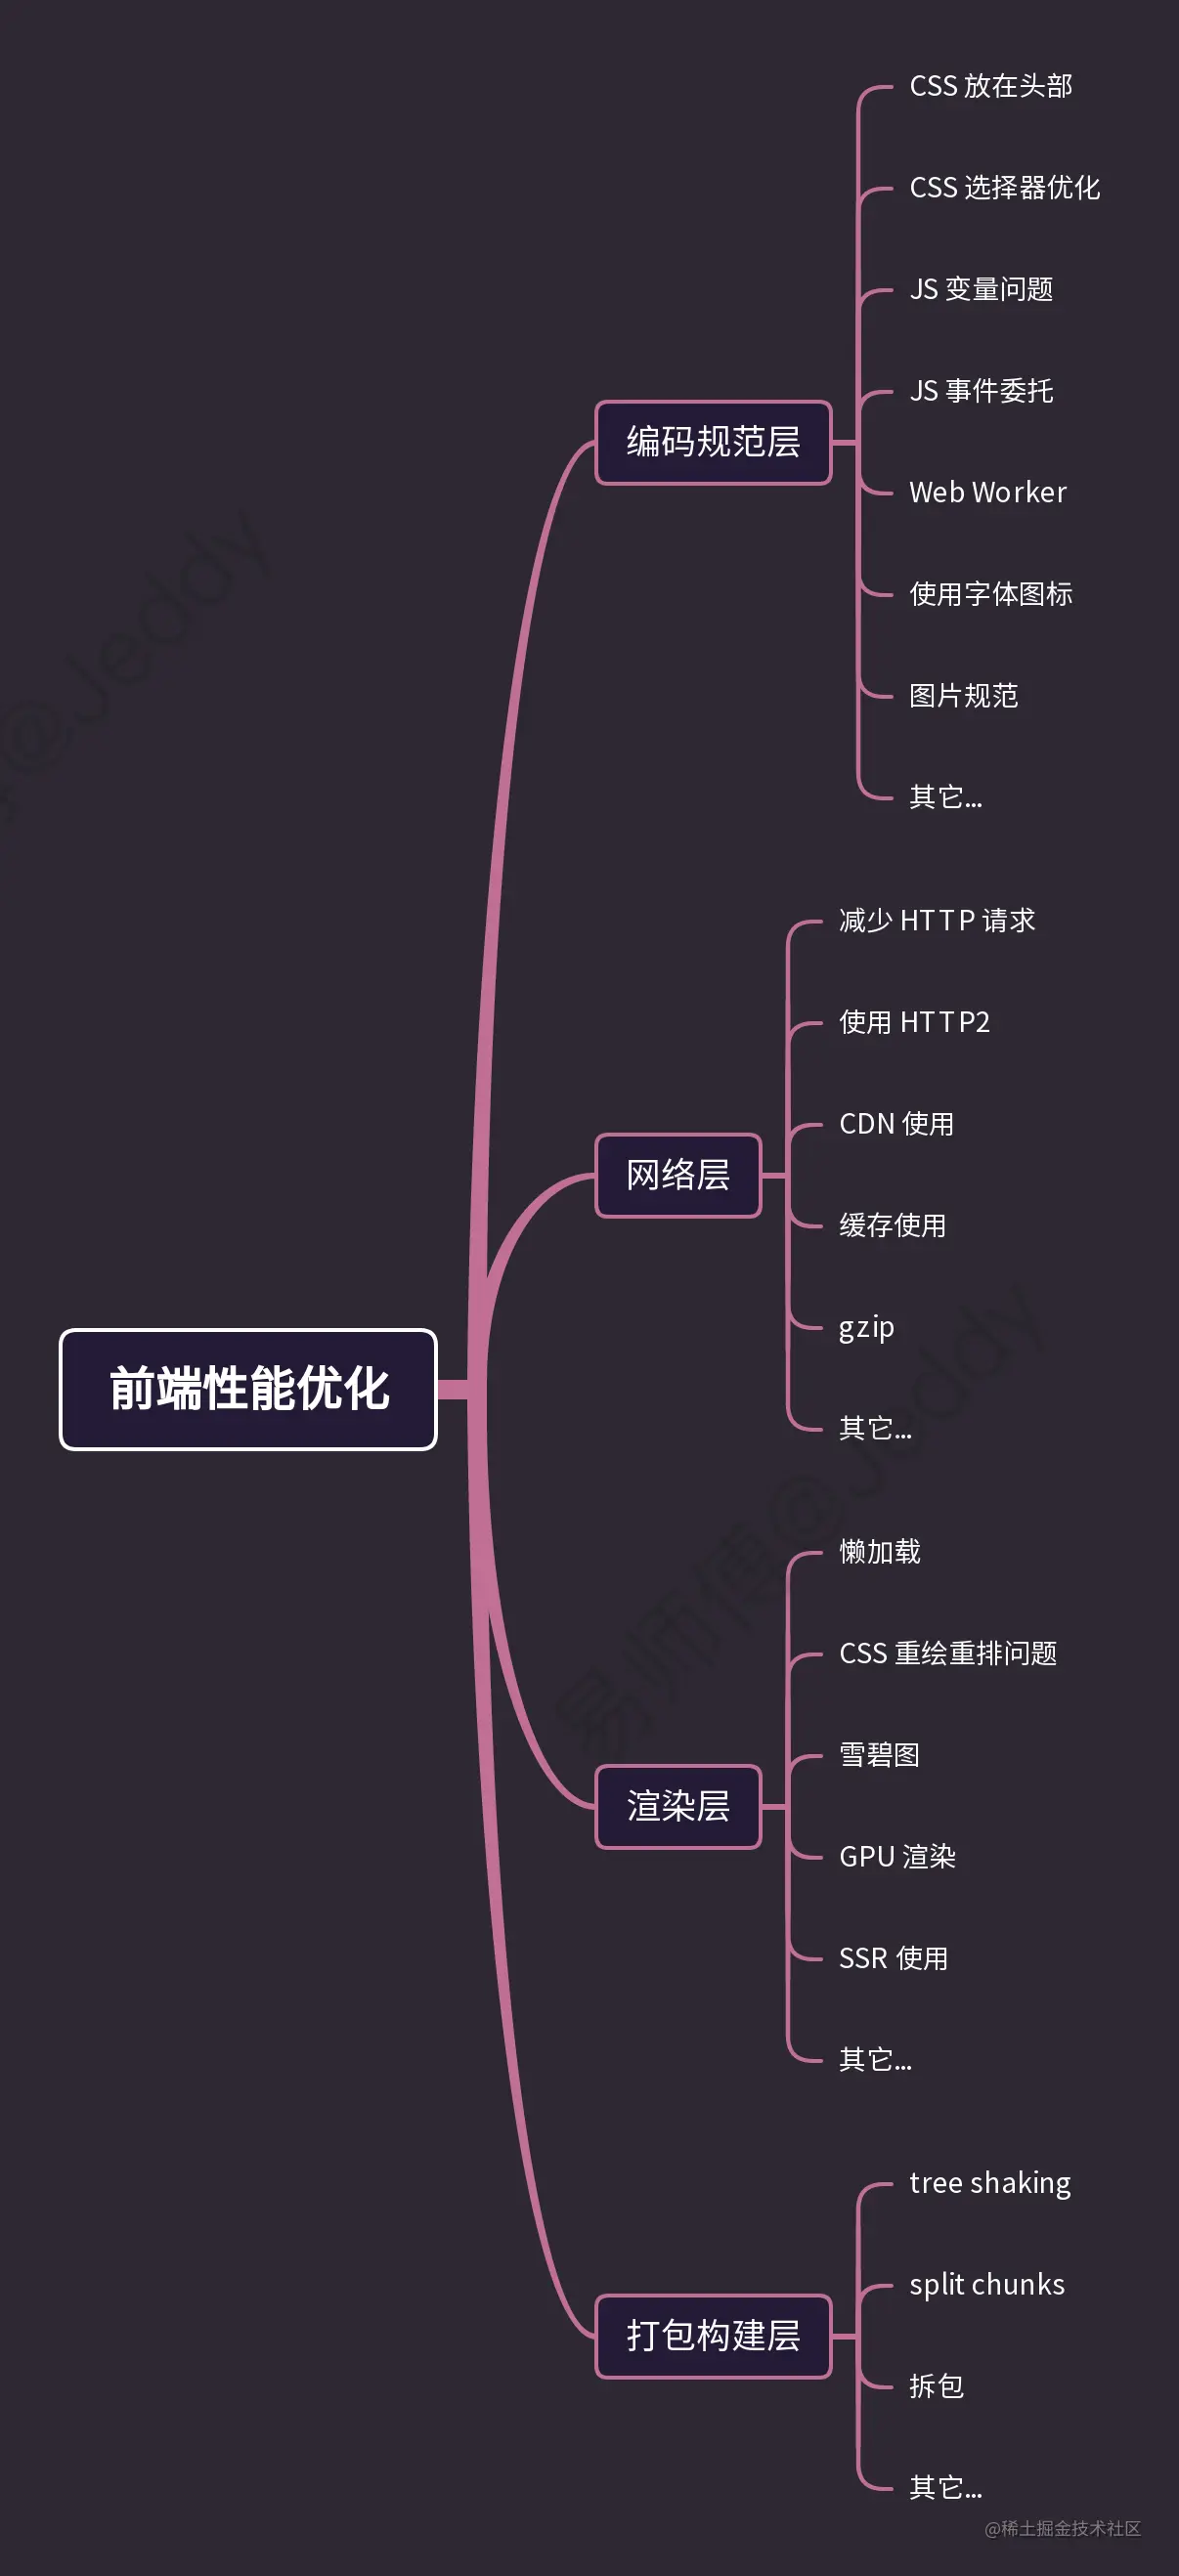 CSS 放在头部
CSS 选择器优化
JS 变量问题
JS 事件委托
编码规范层
Web Worker
使用字体图标
图片规范
其它...
减少 HTTP 请求
使用 HTTP2
CDN 使用
网络层
缓存使用
gzip
其它...
前端性能优化
懒加载
CSS 重绘重排问题
雪碧图
渲染层
GPU 渲染
SSR 使用
其它...
tree shaking
split chunks
打包构建层
拆包
其它...
@稀土掘金技术社区
@Jeddy
易师傅@Jeddy